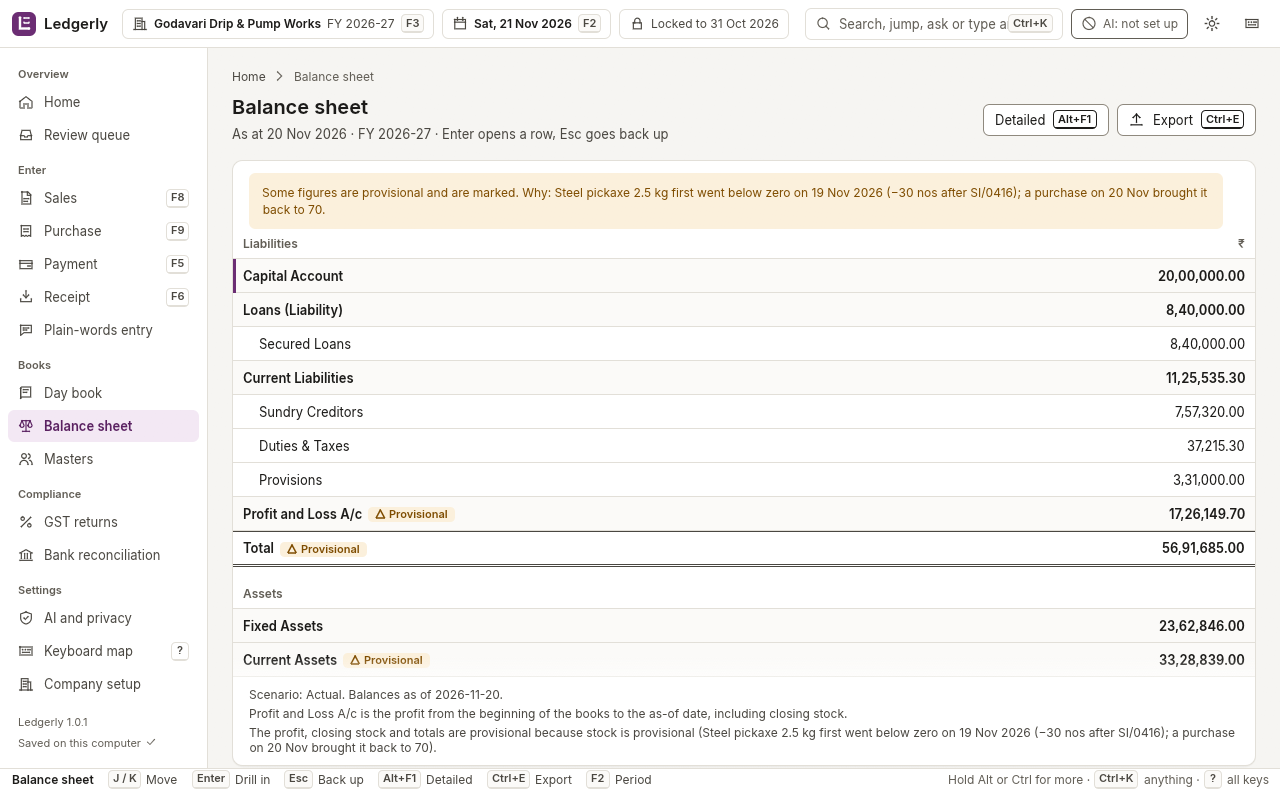 Ledgerly
Godavari Drip & Pump Works FY 2026-27 F3
Sat, 21 Nov 2026 F2
Locked to 31 Oct 2026
Search, jump, ask or type a Ctrl+K
AI: not set up
Overview
Home
Review queue
Enter
Sales F8
Purchase F9
Payment F5
Receipt F6
Plain-words entry
Books
Day book
Balance sheet
Masters
Compliance
GST returns
Bank reconciliation
Settings
AI and privacy
Keyboard map ?
Company setup
Ledgerly 1.0.1
Saved on this computer
Home Balance sheet
Balance sheet
As at 20 Nov 2026 · FY 2026-27 · Enter opens a row, Esc goes back up
Detailed Alt+F1
Export Ctrl+E
Some figures are provisional and are marked. Why: Steel pickaxe 2.5 kg first went below zero on 19 Nov 2026 (−30 nos after SI/0416); a purchase on 20 Nov brought it
back to 70.
Liabilities ₹
Capital Account 20,00,000.00
Loans (Liability) 8,40,000.00
Secured Loans 8,40,000.00
Current Liabilities 11,25,535.30
Sundry Creditors 7,57,320.00
Duties & Taxes 37,215.30
Provisions 3,31,000.00
Profit and Loss A/c Provisional 17,26,149.70
Total Provisional 56,91,685.00
Assets
Fixed Assets 23,62,846.00
Current Assets Provisional 33,28,839.00
Scenario: Actual. Balances as of 2026-11-20.
Profit and Loss A/c is the profit from the beginning of the books to the as-of date, including closing stock.
The profit, closing stock and totals are provisional because stock is provisional (Steel pickaxe 2.5 kg first went below zero on 19 Nov 2026 (−30 nos after SI/0416); a purchase
on 20 Nov brought it back to 70).
Balance sheet J / K Move Enter Drill in Esc Back up Alt+F1 Detailed Ctrl+E Export F2 Period
Hold Alt or Ctrl for more · Ctrl+K anything · ? all keys